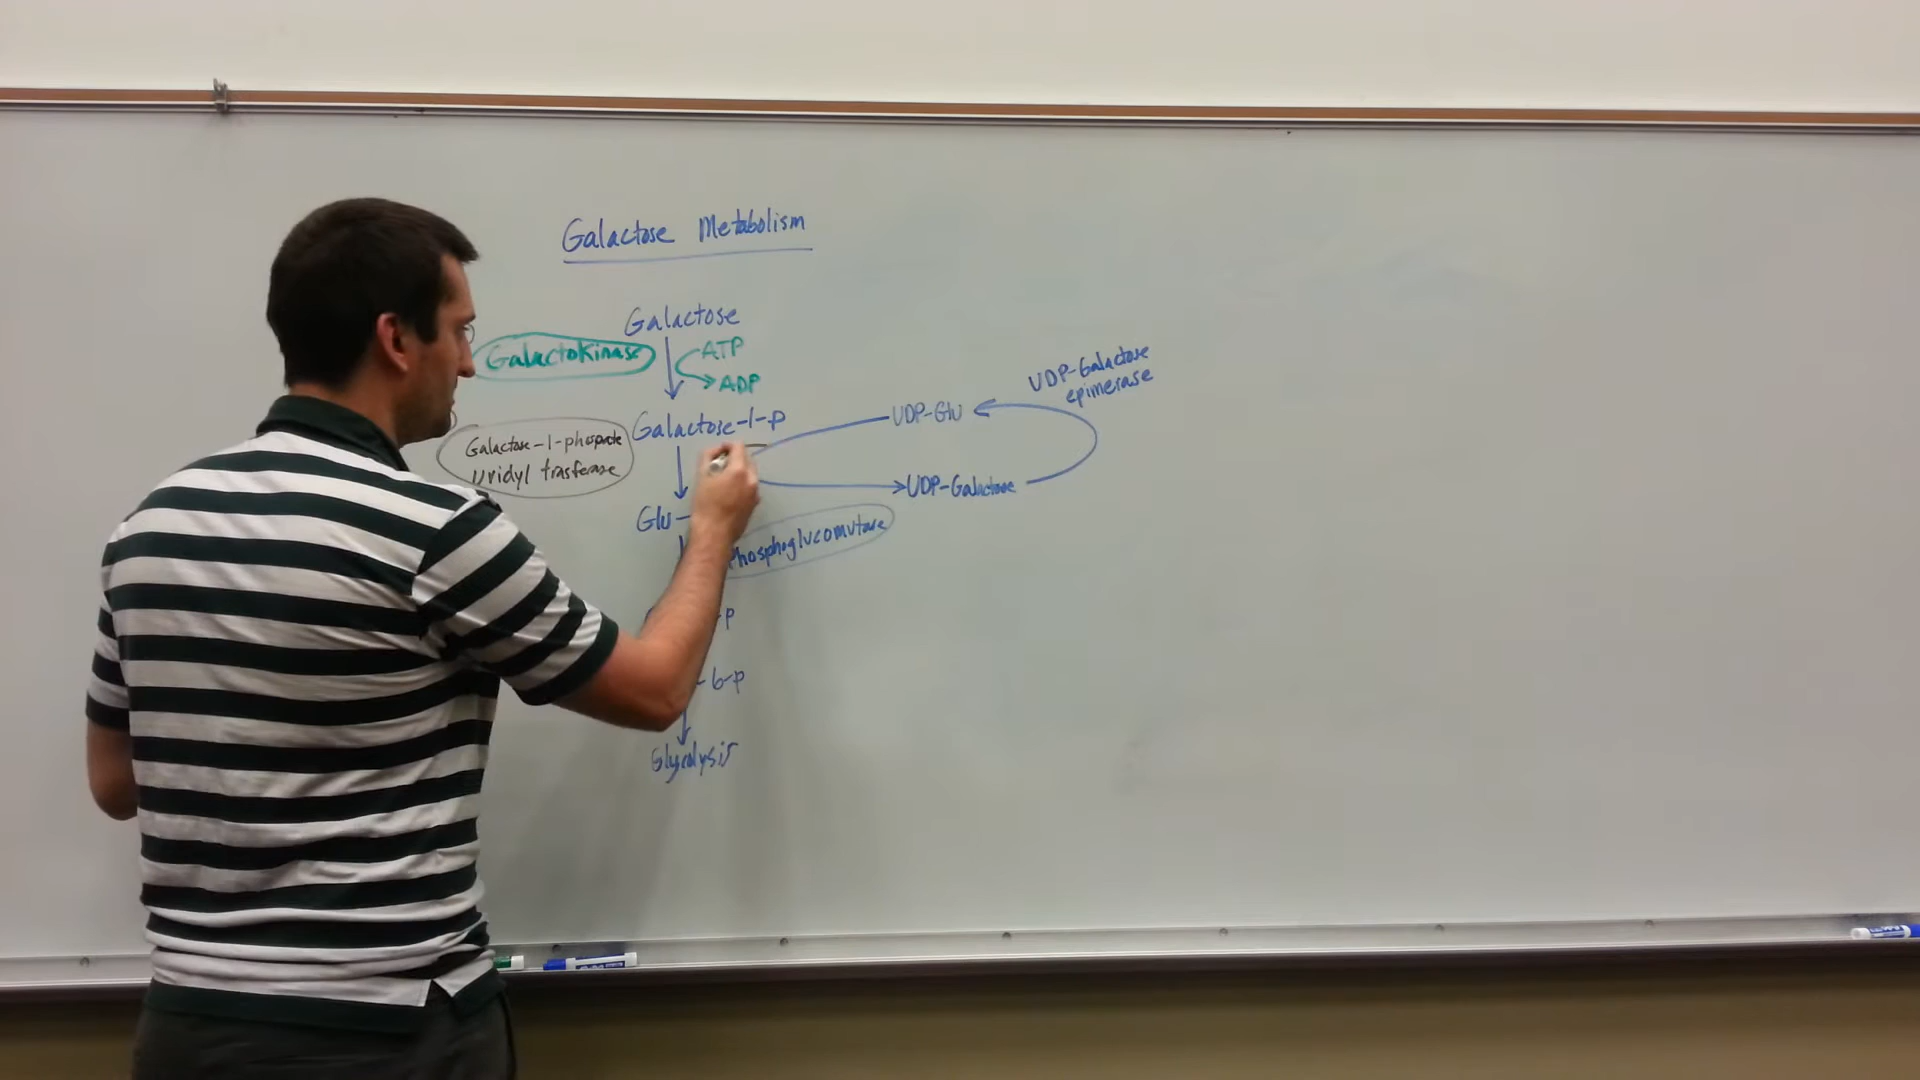 Galactose Metabolism
Galactose
Galactokinase
ATP
ADP
Galactose-1-p
Galactose-1-phospate
Uridyl trasferase
UDP-Glu
UDP-Galactose
epimerase
UDP-Galactose
Glu-
Phosphoglucomutase
-p
-6-p
Glycolysis